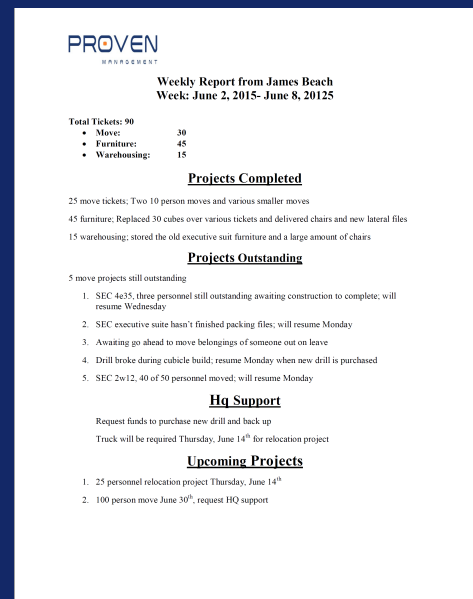 PROVEN
MANAGEMENT
Weekly Report from James Beach
Week: June 2, 2015- June 8, 20125
Total Tickets: 90
• Move: 30
• Furniture: 45
• Warehousing: 15
Projects Completed
25 move tickets; Two 10 person moves and various smaller moves
45 furniture; Replaced 30 cubes over various tickets and delivered chairs and new lateral files
15 warehousing; stored the old executive suit furniture and a large amount of chairs
Projects Outstanding
5 move projects still outstanding
1. SEC 4e35, three personnel still outstanding awaiting construction to complete; will
resume Wednesday
2. SEC executive suite hasn't finished packing files; will resume Monday
3. Awaiting go ahead to move belongings of someone out on leave
4. Drill broke during cubicle build; resume Monday when new drill is purchased
5. SEC 2w12, 40 of 50 personnel moved; will resume Monday
Hq Support
Request funds to purchase new drill and back up
Truck will be required Thursday, June 14th for relocation project
Upcoming Projects
1. 25 personnel relocation project Thursday, June 14th
2. 100 person move June 30th, request HQ support